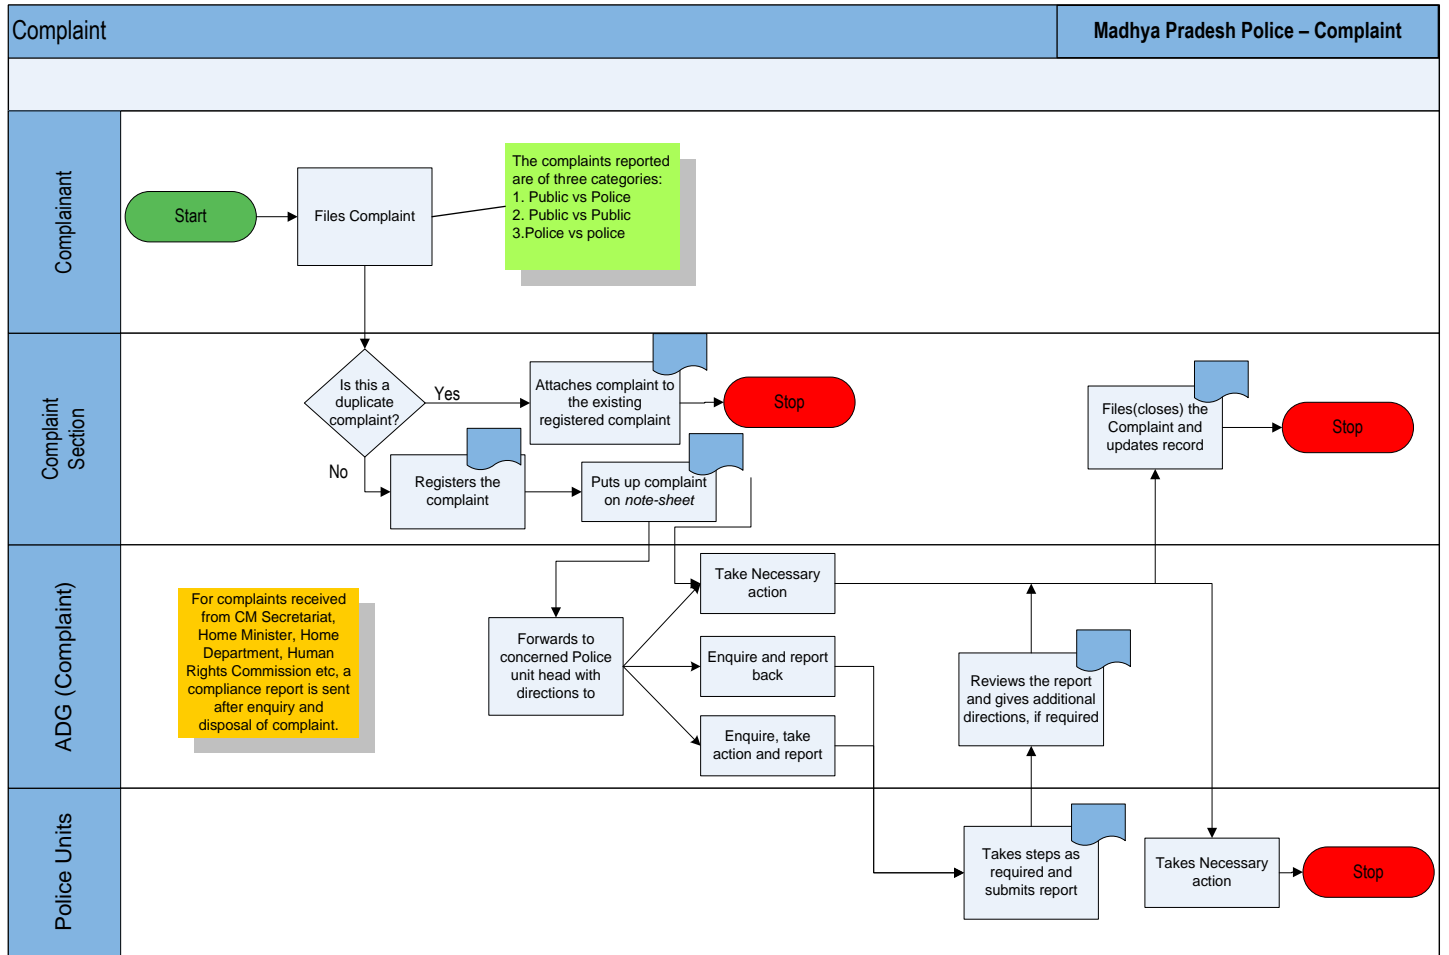 Complaint
Madhya Pradesh Police – Complaint
Complainant
Start
Files Complaint
The complaints reported
are of three categories:
1. Public vs Police
2. Public vs Public
3.Police vs police
Complaint
Section
Is this a
duplicate
complaint?
Yes
No
Attaches complaint to
the existing
registered complaint
Stop
Registers the
complaint
Puts up complaint
on note-sheet
Files(closes) the
Complaint and
updates record
Stop
ADG (Complaint)
For complaints received
from CM Secretariat,
Home Minister, Home
Department, Human
Rights Commission etc, a
compliance report is sent
after enquiry and
disposal of complaint.
Forwards to
concerned Police
unit head with
directions to
Take Necessary
action
Enquire and report
back
Enquire, take
action and report
Reviews the report
and gives additional
directions, if required
Police Units
Takes steps as
required and
submits report
Takes Necessary
action
Stop